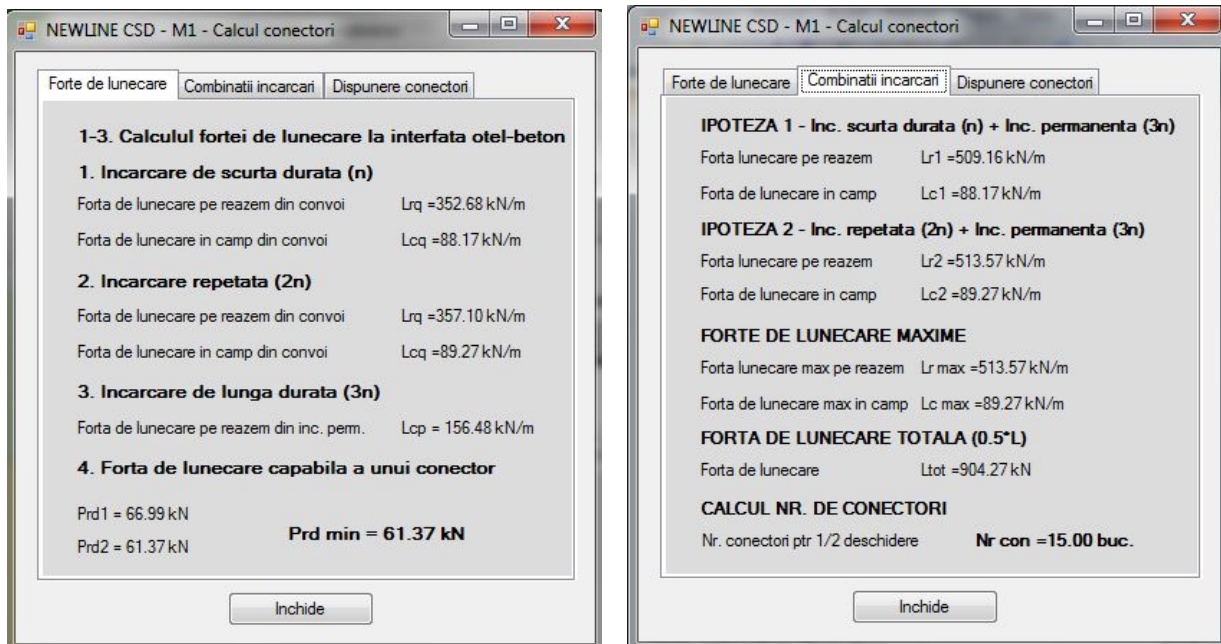 NEWLINE CSD - M1 - Calcul conectori
Forte de lunecare Combinatii incarcari Dispunere conectori
1-3. Calculul fortei de lunecare la interfata otel-beton
1. Incarcare de scurta durata (n)
Forta de lunecare pe reazem din convoi Lrq =352.68 kN/m
Forta de lunecare in camp din convoi Lcq =88.17 kN/m
2. Incarcare repetata (2n)
Forta de lunecare pe reazem din convoi Lrq =357.10 kN/m
Forta de lunecare in camp din convoi Lcq =89.27 kN/m
3. Incarcare de lunga durata (3n)
Forta de lunecare pe reazem din inc. perm. Lcp = 156.48 kN/m
4. Forta de lunecare capabila a unui conector
Prd1 = 66.99 kN
Prd2 = 61.37 kN
Prd min = 61.37 kN
Inchide
NEWLINE CSD - M1 - Calcul conectori
Forte de lunecare Combinatii incarcari Dispunere conectori
IPOTEZA 1 - Inc. scurta durata (n) + Inc. permanenta (3n)
Forta lunecare pe reazem Lr1 =509.16 kN/m
Forta de lunecare in camp Lc1 =88.17 kN/m
IPOTEZA 2 - Inc. repetata (2n) + Inc. permanenta (3n)
Forta lunecare pe reazem Lr2 =513.57 kN/m
Forta de lunecare in camp Lc2 =89.27 kN/m
FORTE DE LUNECARE MAXIME
Forta lunecare max pe reazem Lr max =513.57 kN/m
Forta de lunecare max in camp Lc max =89.27 kN/m
FORTA DE LUNECARE TOTALA (0.5*L)
Forta de lunecare Ltot =904.27 kN
CALCUL NR. DE CONECTORI
Nr. conectori ptr 1/2 deschidere Nr con =15.00 buc.
Inchide